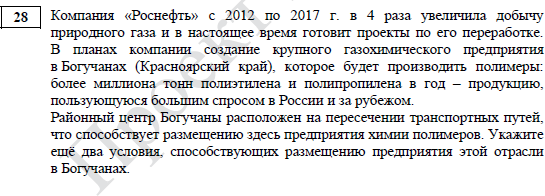 28
Компания «Роснефть» с 2012 по 2017 г. в 4 раза увеличила добычу
природного газа и в настоящее время готовит проекты по его переработке.
В планах компании создание крупного газохимического предприятия
в Богучанах (Красноярский край), которое будет производить полимеры:
более миллиона тонн полиэтилена и полипропилена в год – продукцию,
пользующуюся большим спросом в России и за рубежом.
Районный центр Богучаны расположен на пересечении транспортных путей,
что способствует размещению здесь предприятия химии полимеров. Укажите
ещё два условия, способствующих размещению предприятия этой отрасли
в Богучанах.
Проект